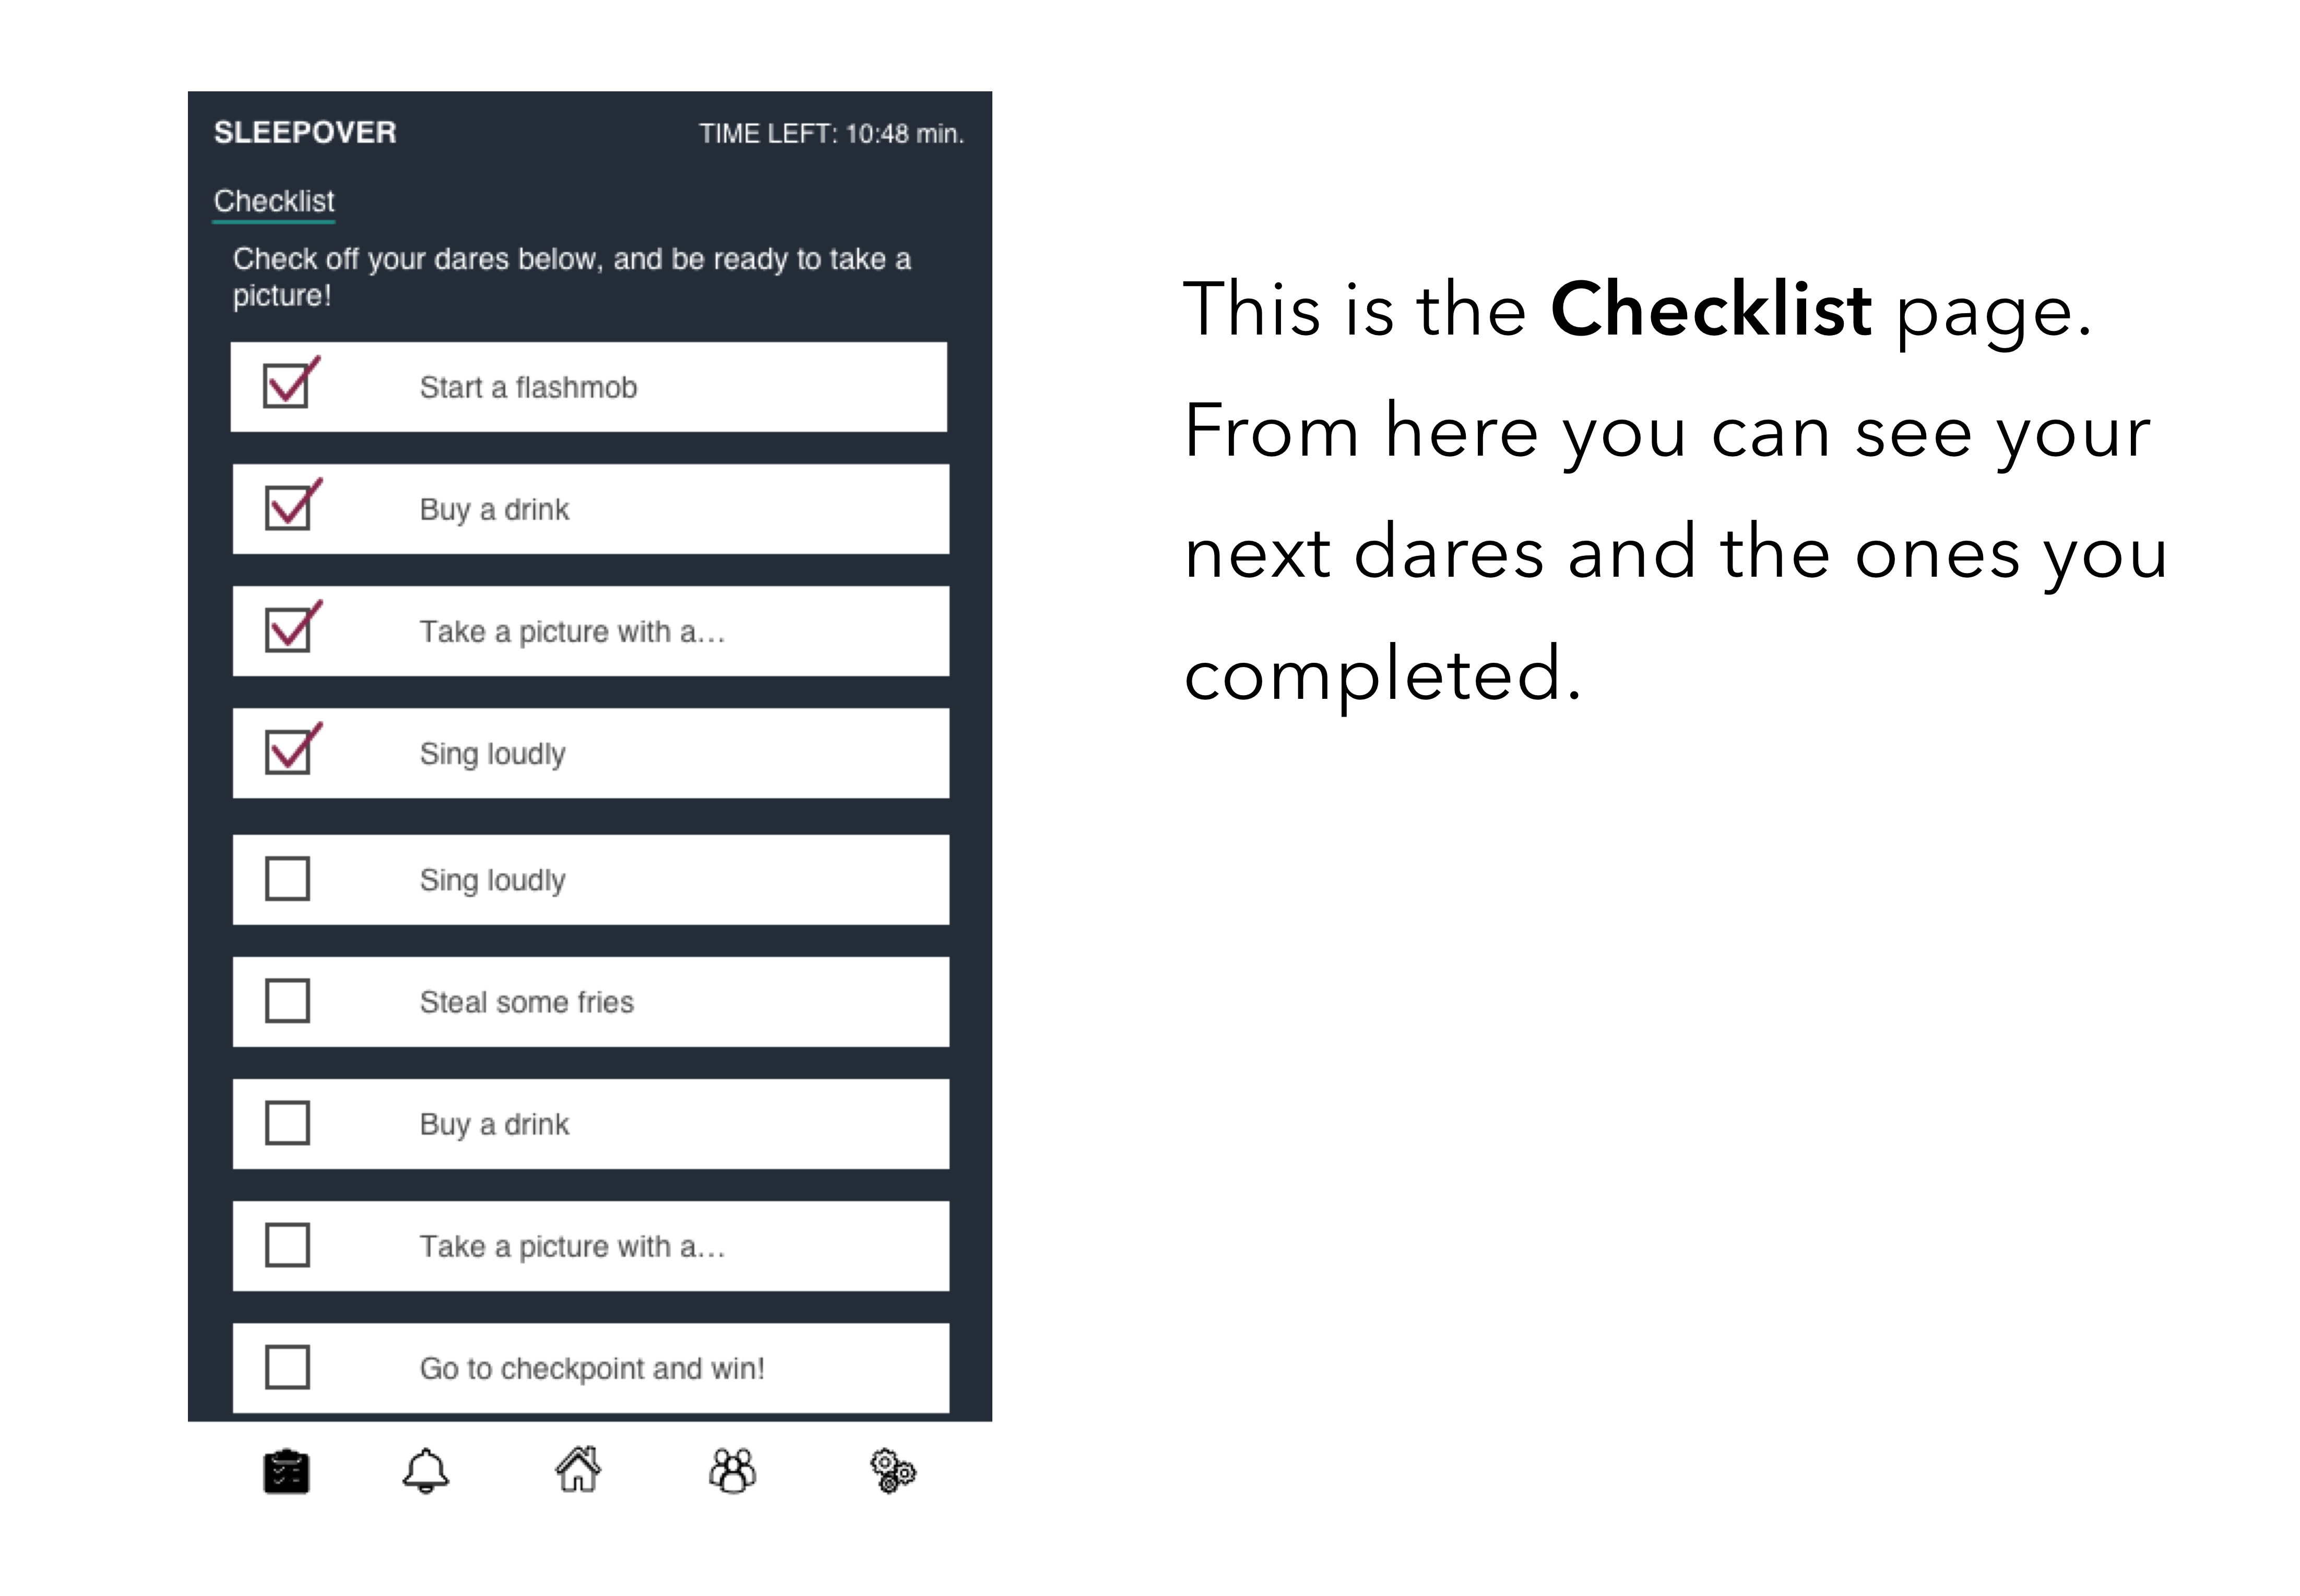 SLEEPOVER
TIME LEFT: 10:48 min.
Checklist
Check off your dares below, and be ready to take a
picture!
Start a flashmob
Buy a drink
Take a picture with a...
Sing loudly
Sing loudly
Steal some fries
Buy a drink
Take a picture with a...
Go to checkpoint and win!
This is the Checklist page.
From here you can see your
next dares and the ones you
completed.